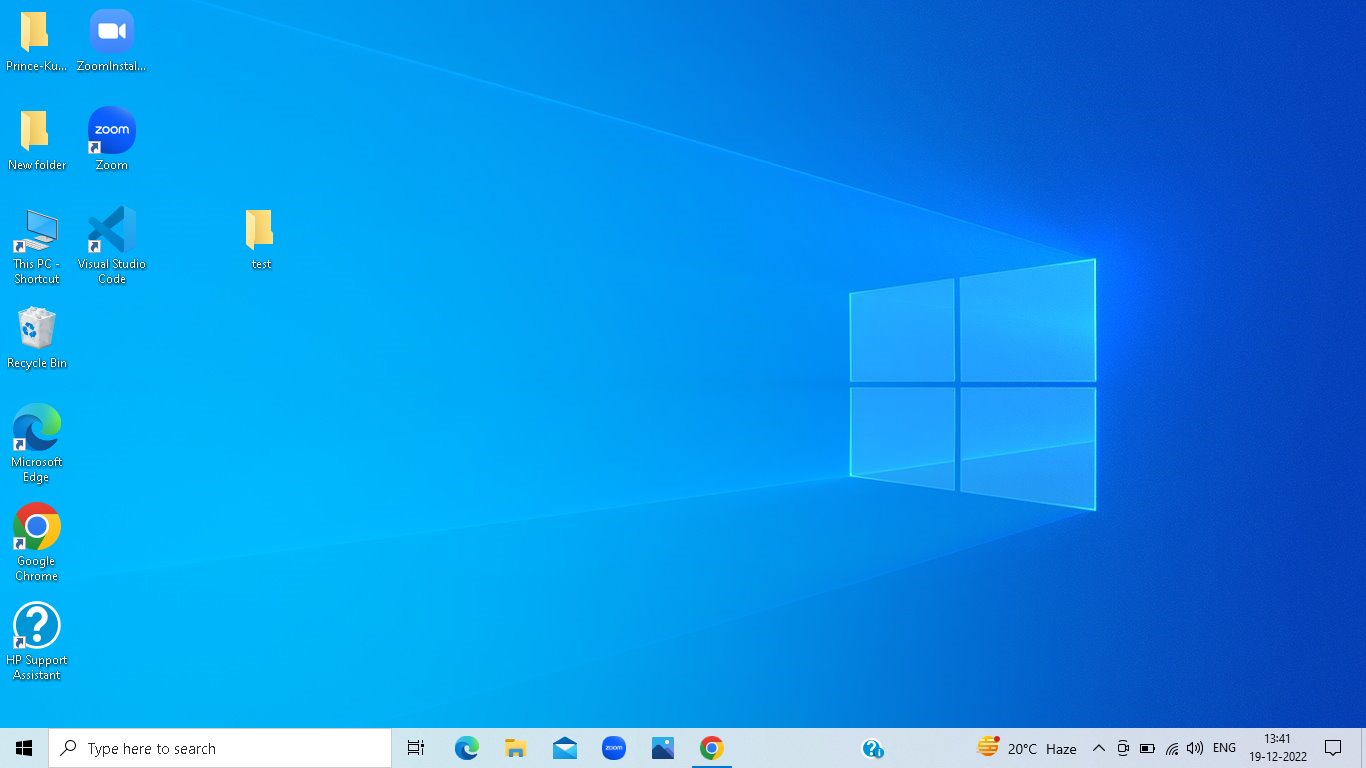 Prince-Ku...
ZoomInstal...
New folder
zoom
Zoom
This PC -
Shortcut
Visual Studio
Code
test
Recycle Bin
Microsoft
Edge
Google
Chrome
HP Support
Assistant
Type here to search
zoom
20°C Haze
ENG
13:41
19-12-2022